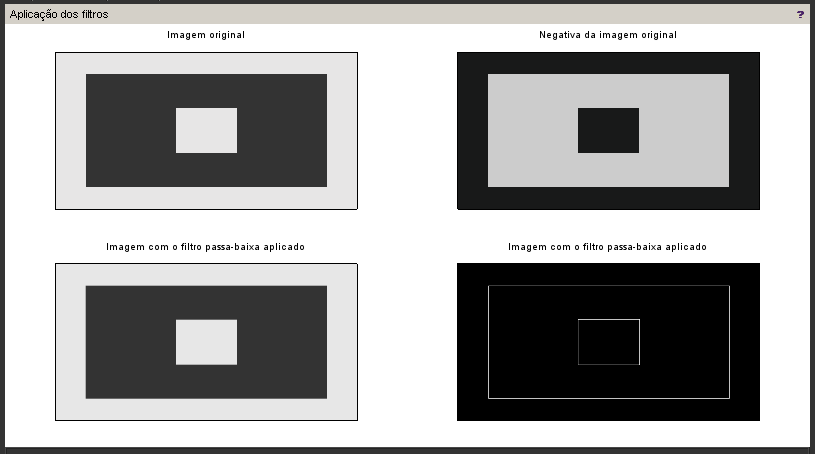 Aplicação dos filtros ?
Imagem original
Negativa da imagem original
Imagem com o filtro passa-baixa aplicado
Imagem com o filtro passa-baixa aplicado